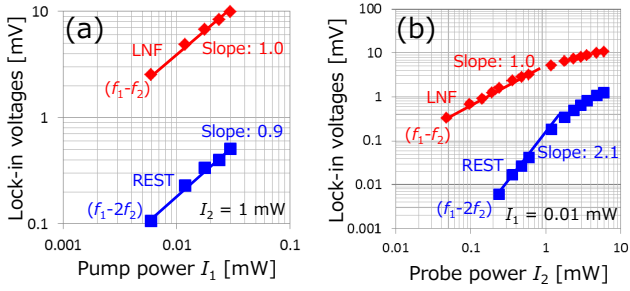 (a)
Lock-in voltages [mV]
10
1
0.1
LNF
Slope: 1.0
(f₁-f₂)
Slope: 0.9
REST
(f₁-2f₂)
I₂ = 1 mW
0.001
0.01
0.1
Pump power I₁ [mW]
(b)
Lock-in voltages [mV]
100
10
1
0.1
0.01
0.001
Slope: 1.0
LNF
(f₁-f₂)
REST
Slope: 2.1
(f₁-2f₂)
I₁ = 0.01 mW
0.01
0.1
1
10
Probe power I₂ [mW]